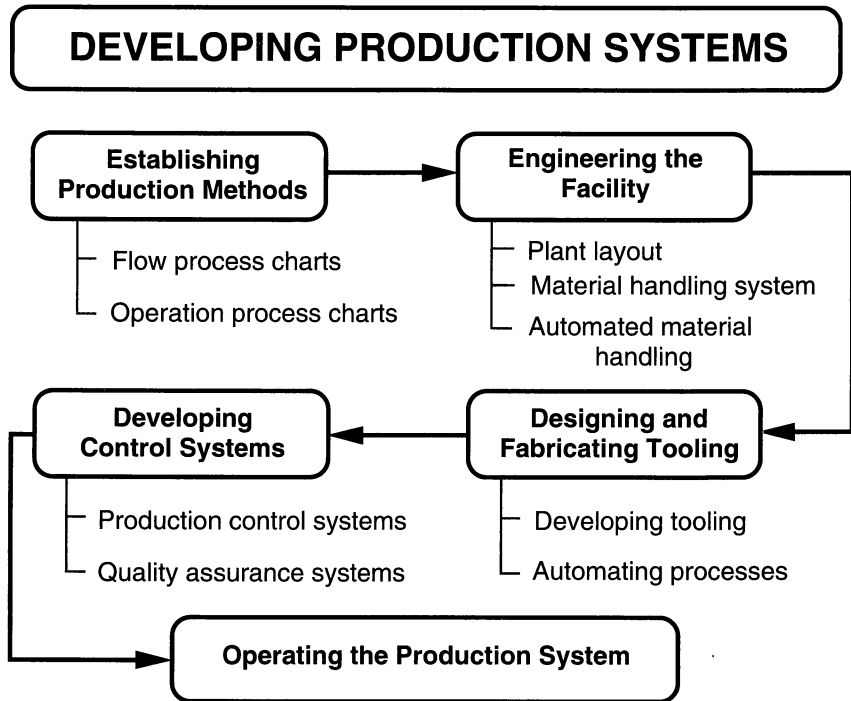 DEVELOPING PRODUCTION SYSTEMS
Establishing
Production Methods
Flow process charts
Operation process charts
Engineering the
Facility
Plant layout
Material handling system
Automated material
handling
Designing and
Fabricating Tooling
Developing tooling
Automating processes
Developing
Control Systems
Production control systems
Quality assurance systems
Operating the Production System